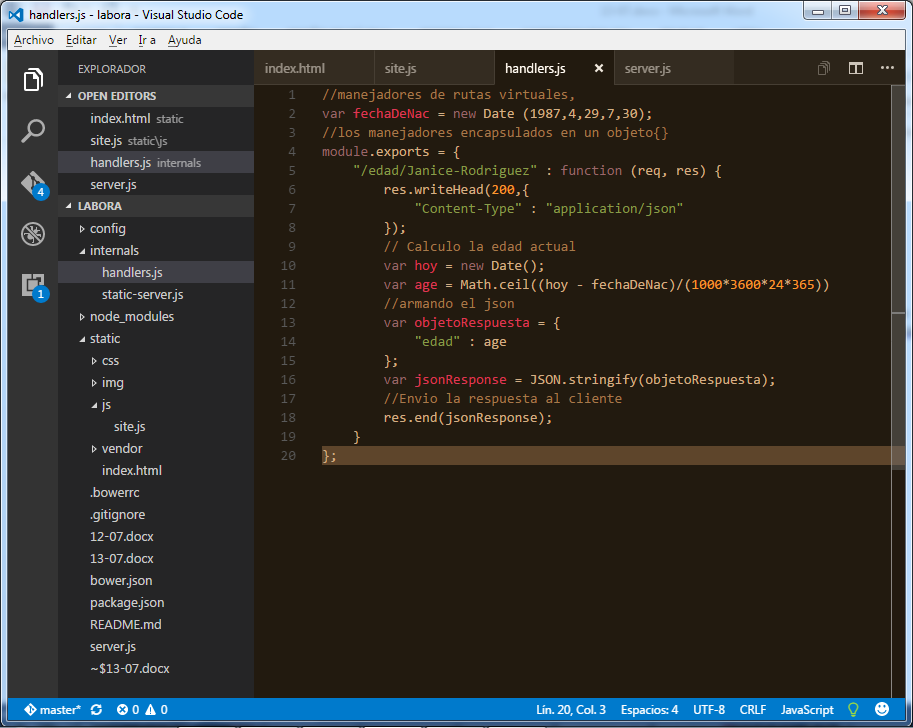 handlers.js - labora - Visual Studio Code
Archivo Editar Ver Ir a Ayuda
EXPLORADOR
OPEN EDITORS
index.html static
site.js static\js
handlers.js internals
server.js
LABORA
config
internals
handlers.js
static-server.js
node_modules
static
css
img
js
site.js
vendor
index.html
.bowerrc
.gitignore
12-07.docx
13-07.docx
bower.json
package.json
README.md
server.js
~$13-07.docx
4
1
index.html site.js handlers.js server.js
1 //manejadores de rutas virtuales,
2 var fechaDeNac = new Date (1987,4,29,7,30);
3 //los manejadores encapsulados en un objeto{}
4 module.exports = {
5 "/edad/Janice-Rodriguez" : function (req, res) {
6 res.writeHead(200,{
7 "Content-Type" : "application/json"
8 });
9 // Calculo la edad actual
10 var hoy = new Date();
11 var age = Math.ceil((hoy - fechaDeNac)/(1000*3600*24*365))
12 //armando el json
13 var objetoRespuesta = {
14 "edad" : age
15 };
16 var jsonResponse = JSON.stringify(objetoRespuesta);
17 //Envio la respuesta al cliente
18 res.end(jsonResponse);
19 }
20 };
master* 0 0 Lín. 20, Col. 3 Espacios: 4 UTF-8 CRLF JavaScript